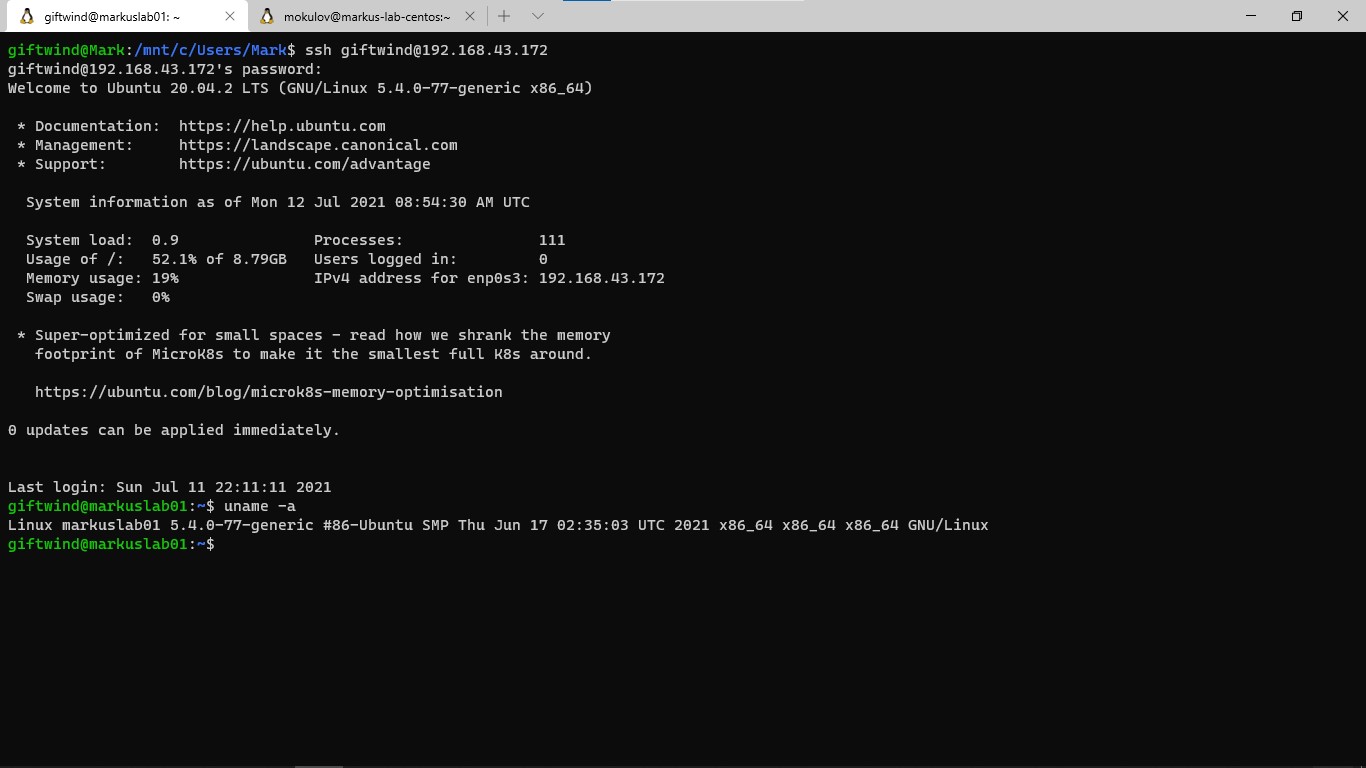 giftwind@markuslab01: ~
mokulov@markus-lab-centos:~
giftwind@Mark:/mnt/c/Users/Mark$ ssh giftwind@192.168.43.172
giftwind@192.168.43.172's password:
Welcome to Ubuntu 20.04.2 LTS (GNU/Linux 5.4.0-77-generic x86_64)
* Documentation:  https://help.ubuntu.com
* Management:     https://landscape.canonical.com
* Support:        https://ubuntu.com/advantage
System information as of Mon 12 Jul 2021 08:54:30 AM UTC
System load:  0.9               Processes:               111
Usage of /:   52.1% of 8.79GB   Users logged in:         0
Memory usage: 19%               IPv4 address for enp0s3: 192.168.43.172
Swap usage:   0%
* Super-optimized for small spaces - read how we shrank the memory
footprint of MicroK8s to make it the smallest full K8s around.
https://ubuntu.com/blog/microk8s-memory-optimisation
0 updates can be applied immediately.
Last login: Sun Jul 11 22:11:11 2021
giftwind@markuslab01:~$ uname -a
Linux markuslab01 5.4.0-77-generic #86-Ubuntu SMP Thu Jun 17 02:35:03 UTC 2021 x86_64 x86_64 x86_64 GNU/Linux
giftwind@markuslab01:~$